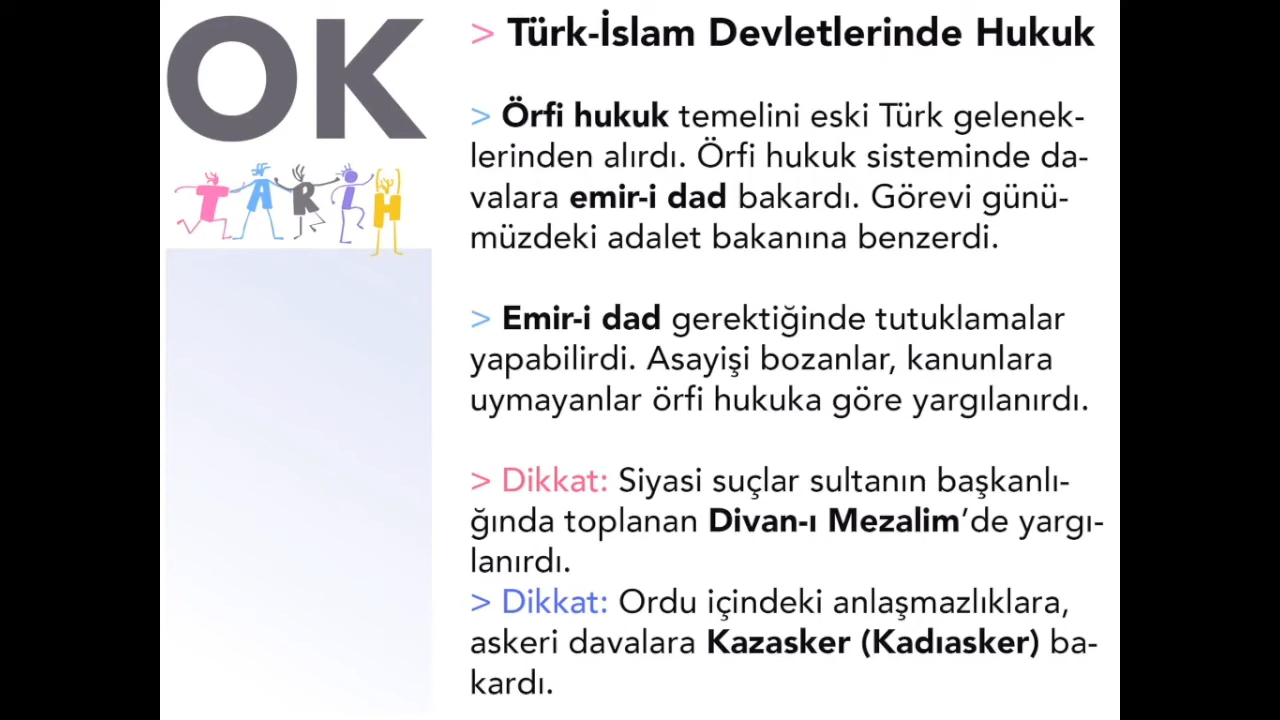 OK
TARİH
> Türk-İslam Devletlerinde Hukuk
> Örfi hukuk temelini eski Türk gelenek-
lerinden alırdı. Örfi hukuk sisteminde da-
valara emir-i dad bakardı. Görevi günü-
müzdeki adalet bakanına benzerdi.
> Emir-i dad gerektiğinde tutuklamalar
yapabilirdi. Asayişi bozanlar, kanunlara
uymayanlar örfi hukuka göre yargılanırdı.
> Dikkat: Siyasi suçlar sultanın başkanlı-
ğında toplanan Divan-ı Mezalim’de yargı-
lanırdı.
> Dikkat: Ordu içindeki anlaşmazlıklara,
askeri davalara Kazasker (Kadıasker) ba-
kardı.